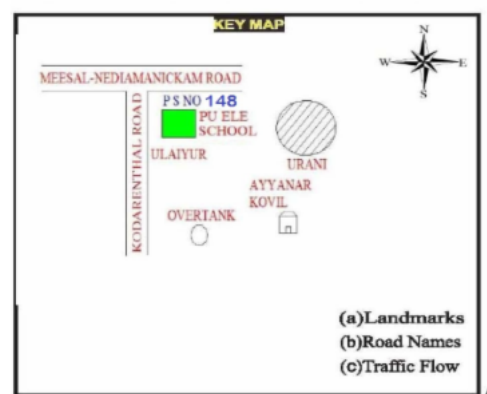 KEY MAP
N
W E
S
MEESAL-NEDIAMANICKAM ROAD
KODARENTHAL ROAD
P S NO 148
PU ELE
SCHOOL
ULAIYUR
URANI
AYYANAR
KOVIL
OVERTANK
(a)Landmarks
(b)Road Names
(c)Traffic Flow